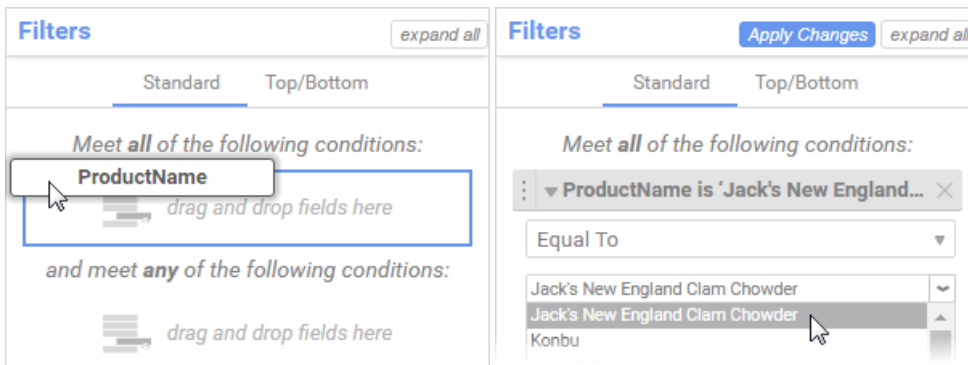 Filters
expand all
Standard
Top/Bottom
Meet all of the following conditions:
ProductName
drag and drop fields here
and meet any of the following conditions:
drag and drop fields here
Filters
Apply Changes
expand all
Standard
Top/Bottom
Meet all of the following conditions:
ProductName is ‘Jack's New England...
Equal To
Jack's New England Clam Chowder
Jack's New England Clam Chowder
Konbu